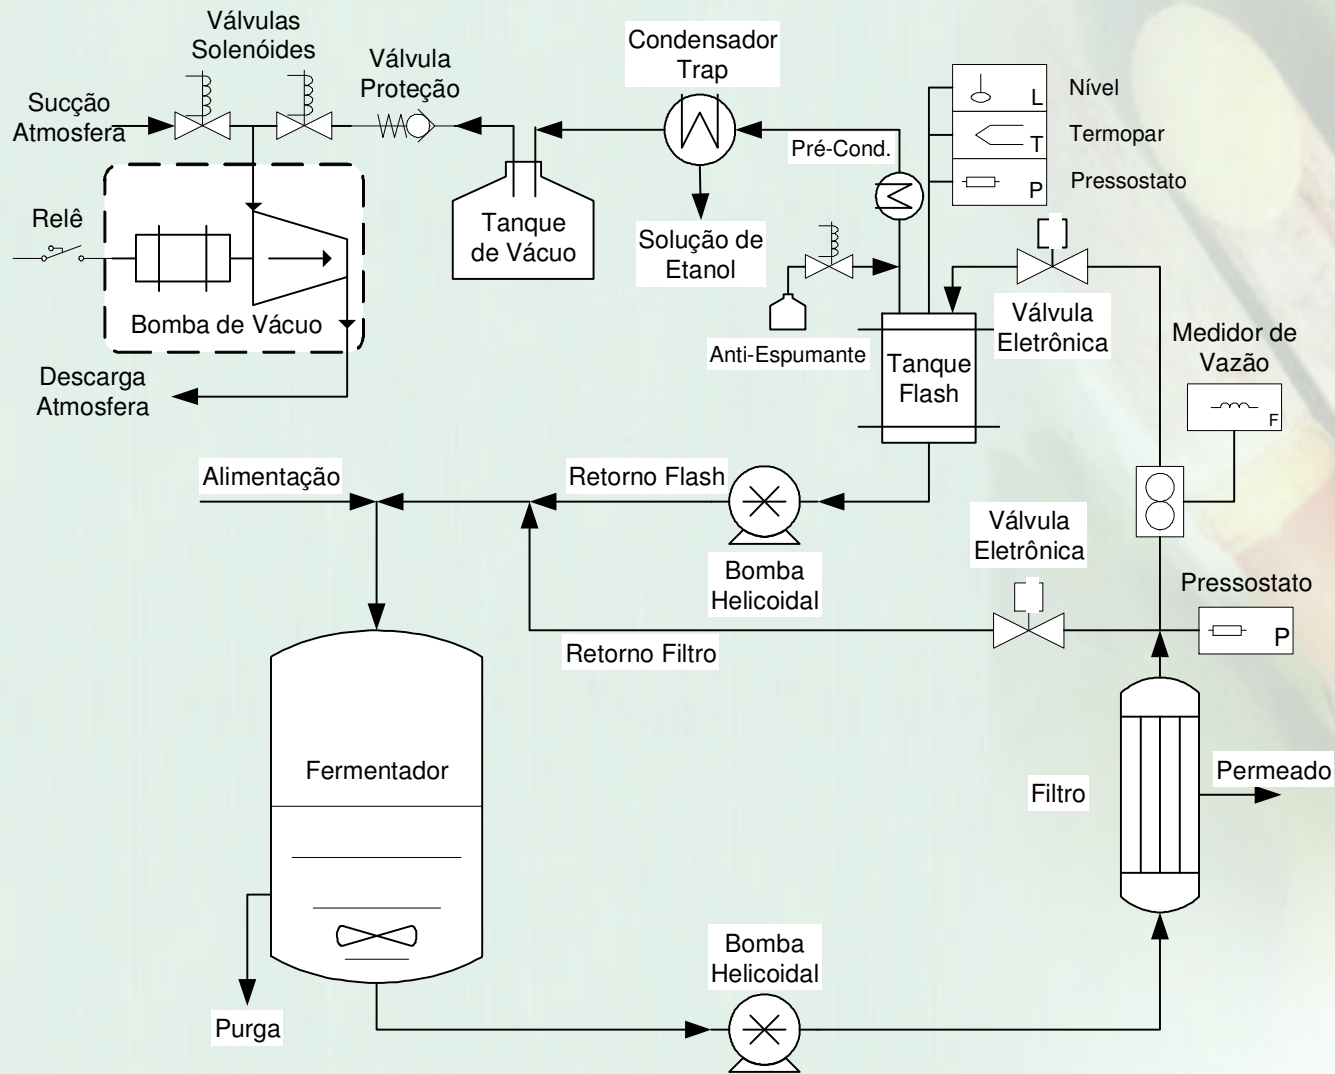 Válvulas
Solenóides
Válvula
Proteção
Condensador
Trap
Sucção
Atmosfera
Pré-Cond.
L
Nível
T
Termopar
P
Pressostato
Relê
Tanque
de Vácuo
Solução de
Etanol
Bomba de Vácuo
Anti-Espumante
Tanque
Flash
Válvula
Eletrônica
Medidor de
Vazão
F
Descarga
Atmosfera
Alimentação
Retorno Flash
Bomba
Helicoidal
Válvula
Eletrônica
Pressostato
P
Retorno Filtro
Fermentador
Filtro
Permeado
Purga
Bomba
Helicoidal